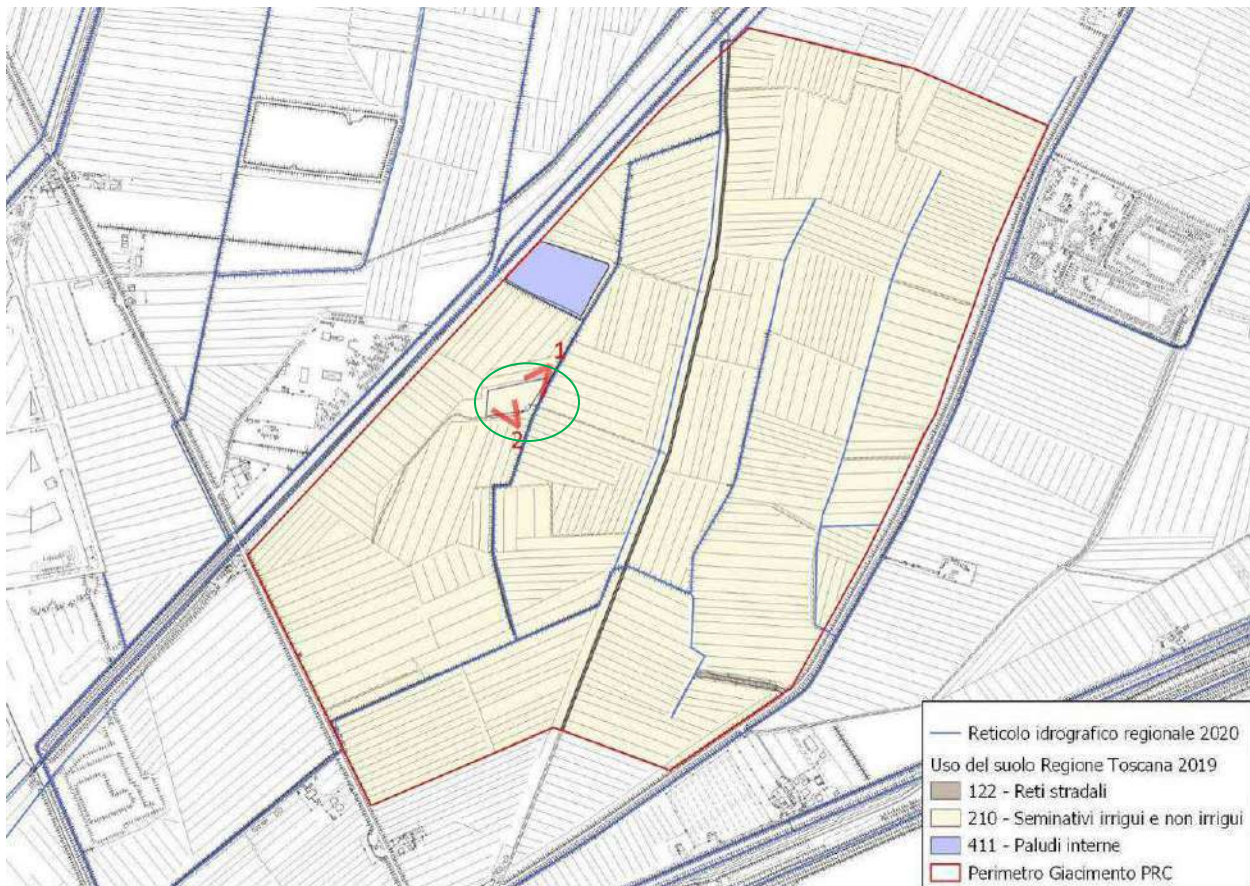 1
2
Reticolo idrografico regionale 2020
Uso del suolo Regione Toscana 2019
122 - Reti stradali
210 - Seminativi irrigui e non irrigui
411 - Paludi interne
Perimetro Giacimento PRC